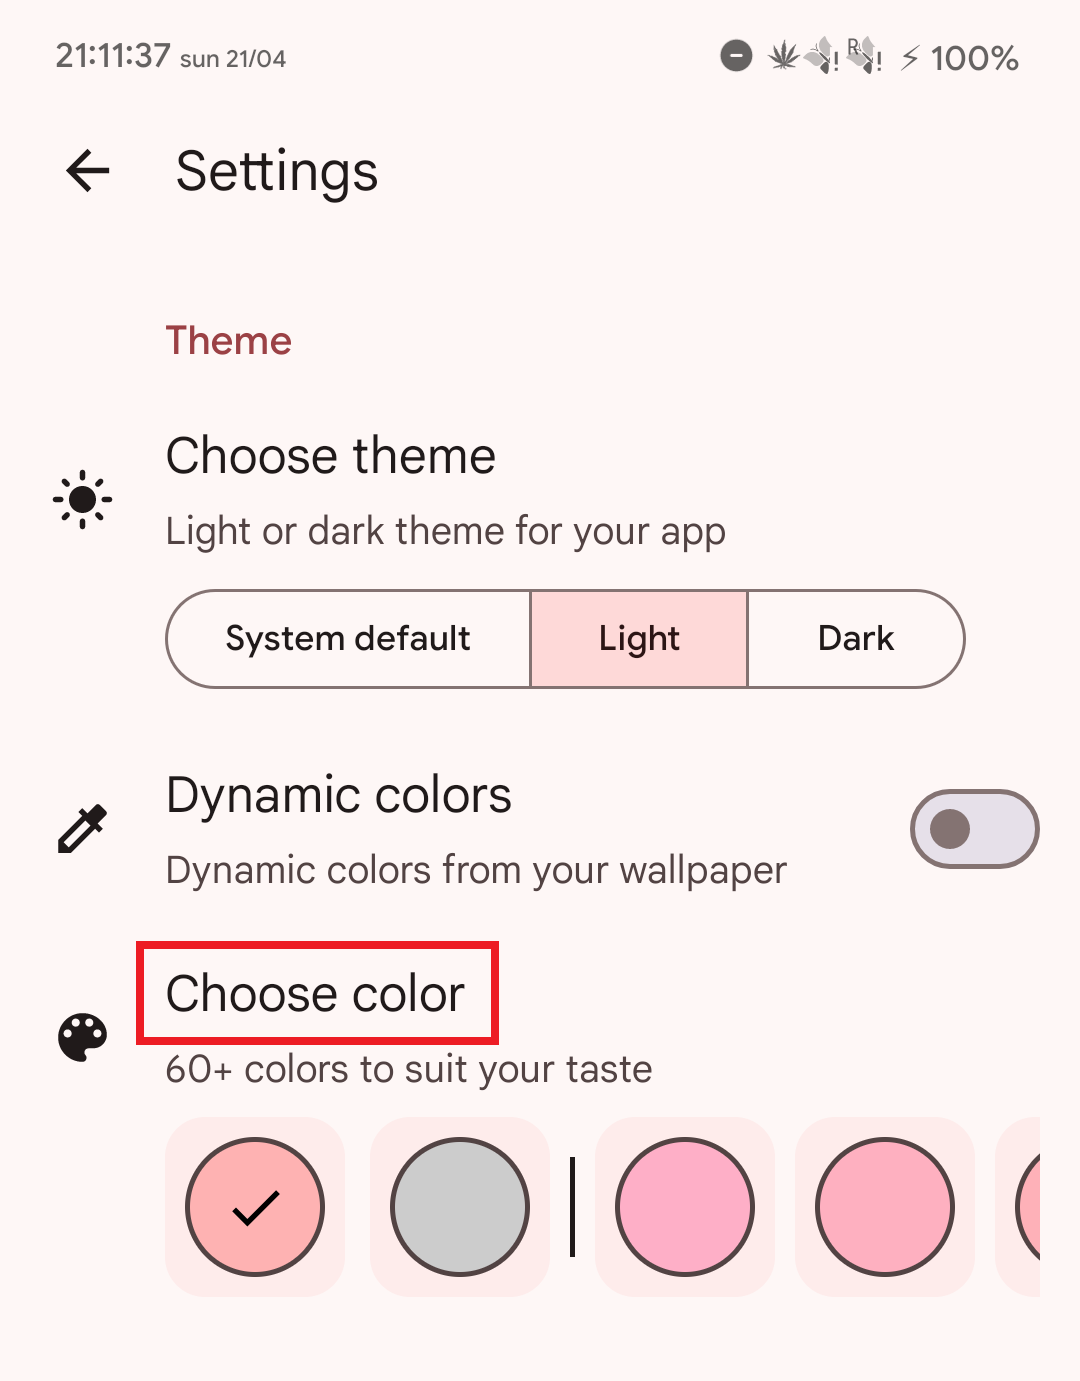 21:11:37 sun 21/04 ! R ! 100%
Settings
Theme
Choose theme
Light or dark theme for your app
System default Light Dark
Dynamic colors
Dynamic colors from your wallpaper
Choose color
60+ colors to suit your taste